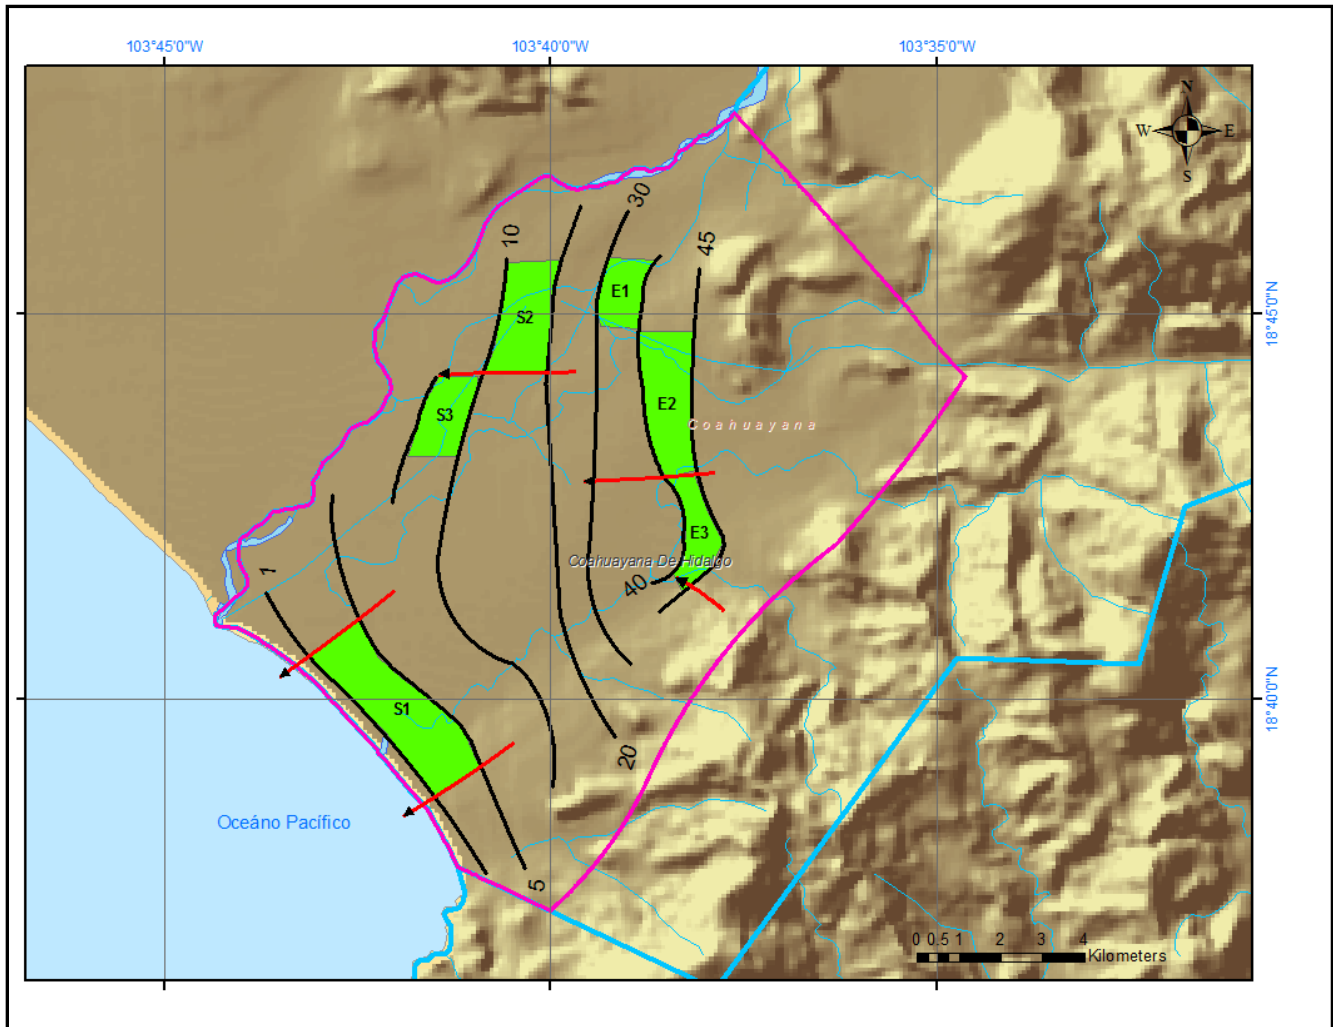 103°45'0"W
103°40'0"W
103°35'0"W
N
W E
S
30
10
45
E1
S2
18°45'0"N
S3
E2
Coahuayana
E3
Coahuayana De Hidalgo
1
40
S1
18°40'0"N
20
Oceáno Pacífico
5
0 0.5 1 2 3 4
Kilometers